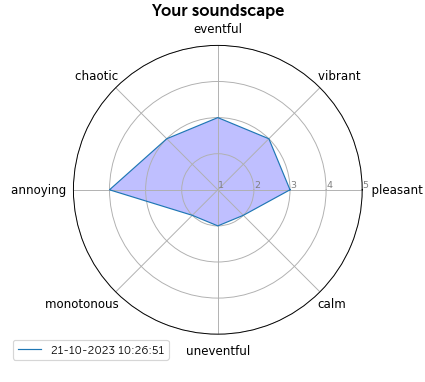 Your soundscape
eventful
chaotic
vibrant
annoying
1
2
3
4
5
pleasant
monotonous
calm
21-10-2023 10:26:51
uneventful